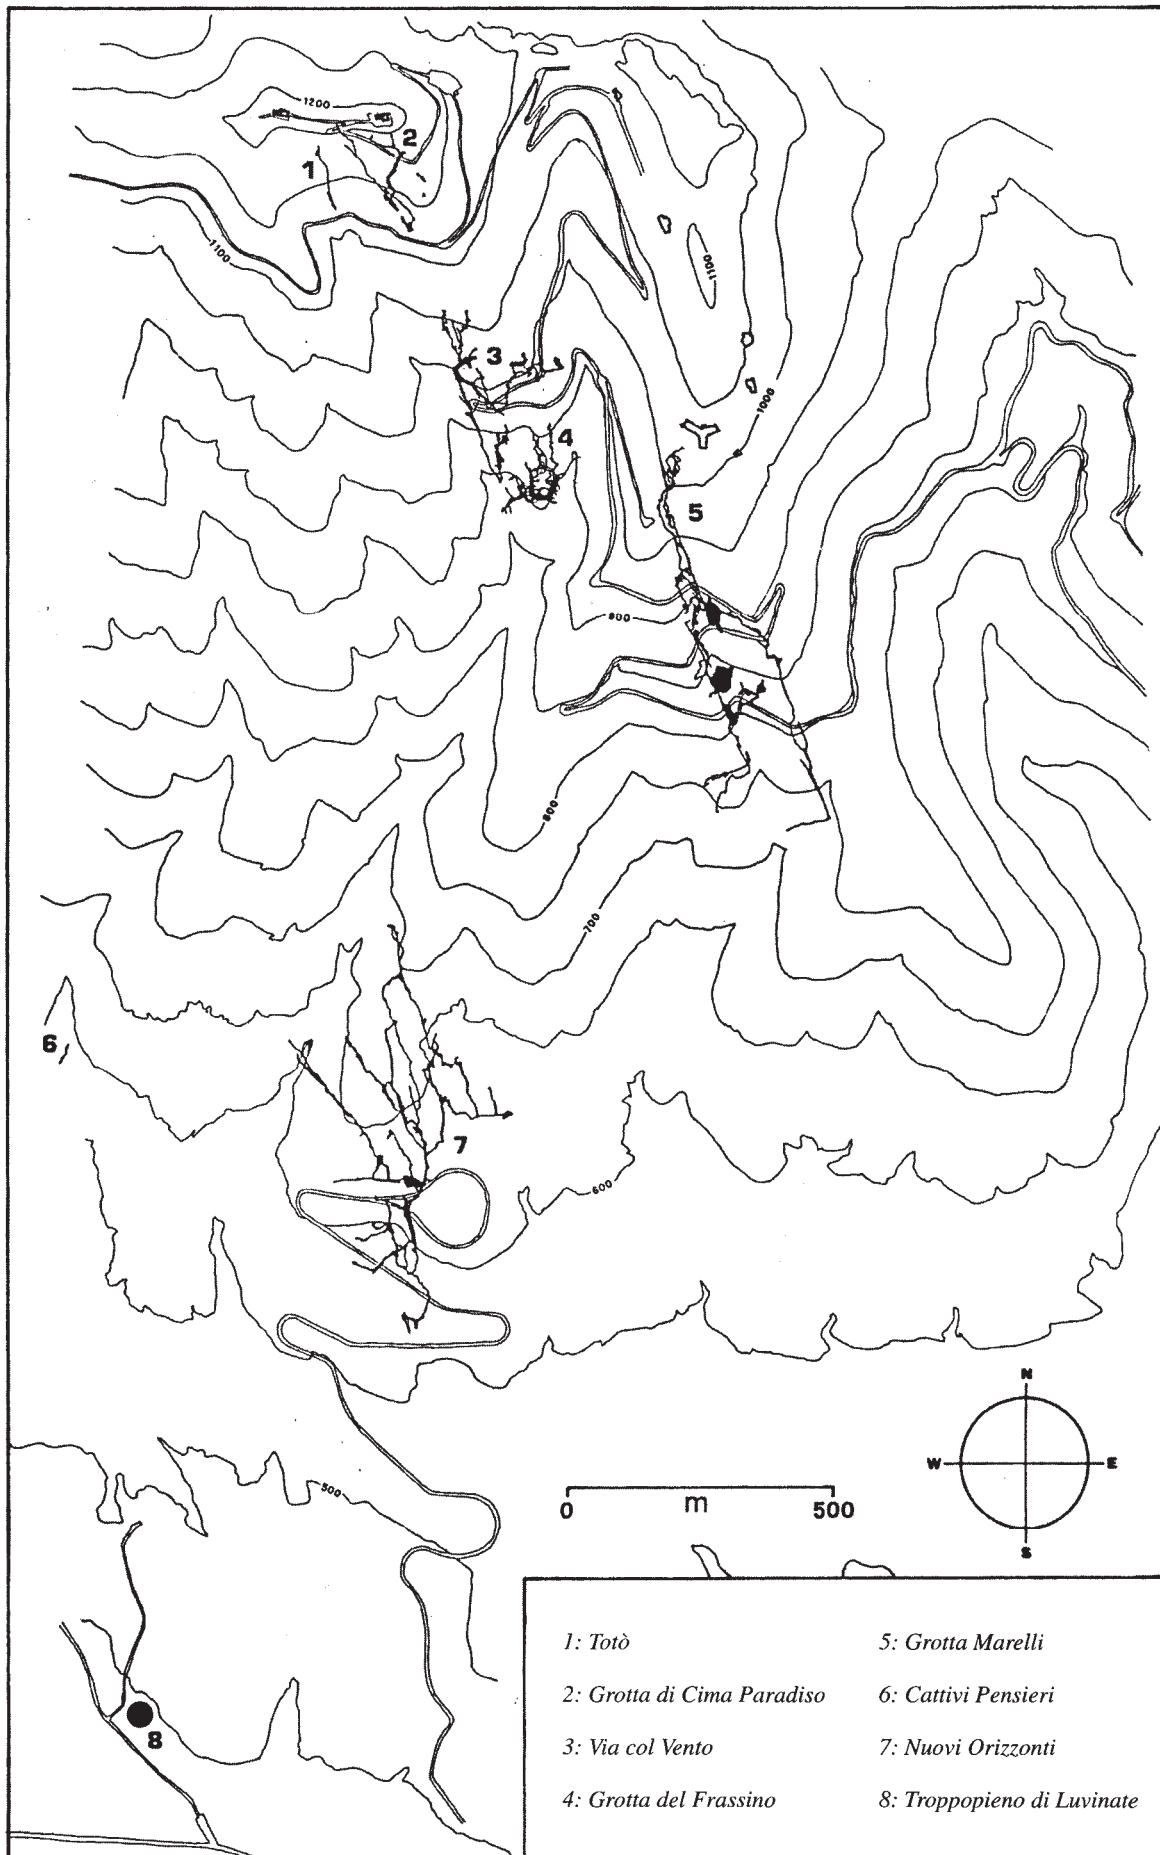 1200
2
1
1100
1100
3
1000
4
5
900
800
700
6
7
600
N
W E
S
0 m 500
500
8
1: Totò
2: Grotta di Cima Paradiso
3: Via col Vento
4: Grotta del Frassino
5: Grotta Marelli
6: Cattivi Pensieri
7: Nuovi Orizzonti
8: Troppopieno di Luvinate